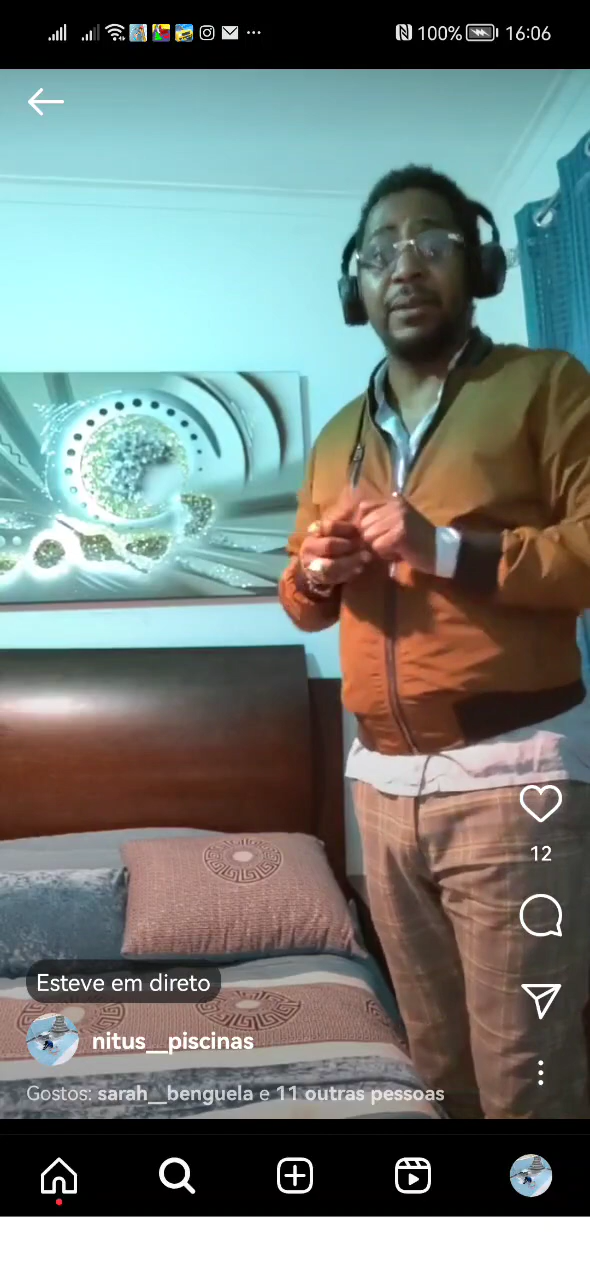 100% 16:06
12
Esteve em direto
nitus__piscinas
Gostos: sarah__benguela e 11 outras pessoas